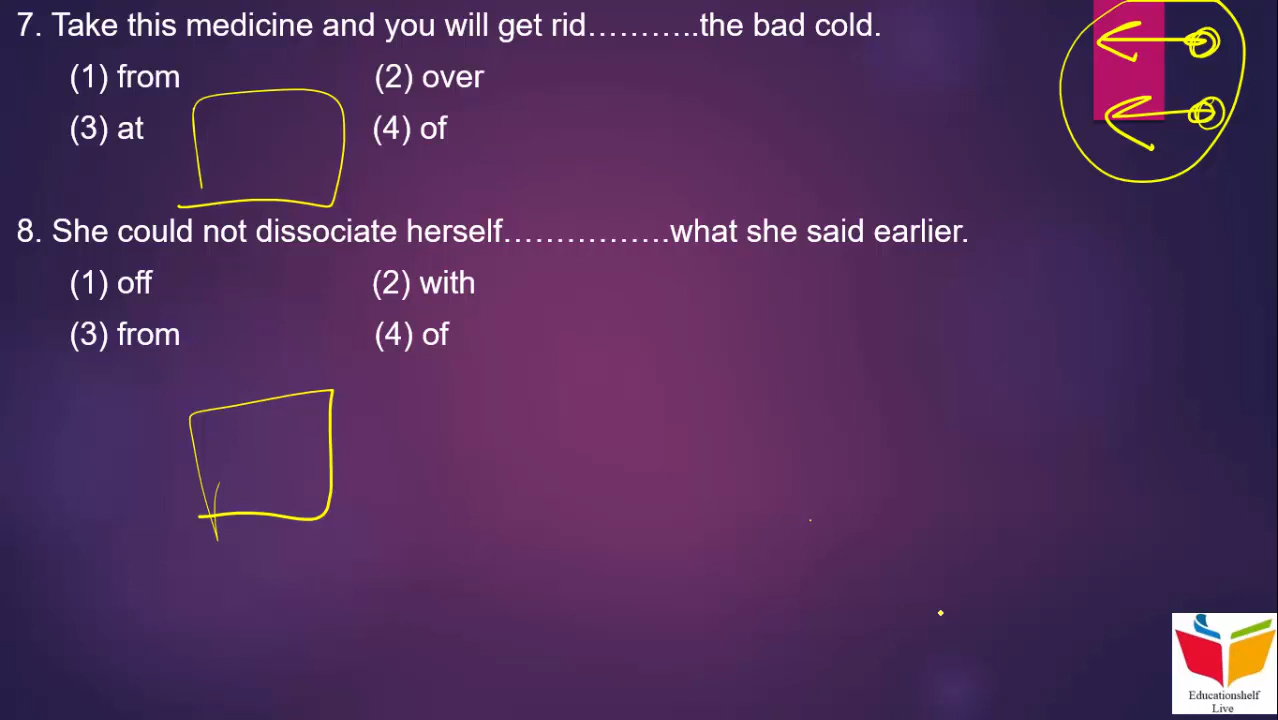 7. Take this medicine and you will get rid………..the bad cold.
(1) from (2) over
(3) at (4) of
8. She could not dissociate herself…………….what she said earlier.
(1) off (2) with
(3) from (4) of
Educationshelf
Live